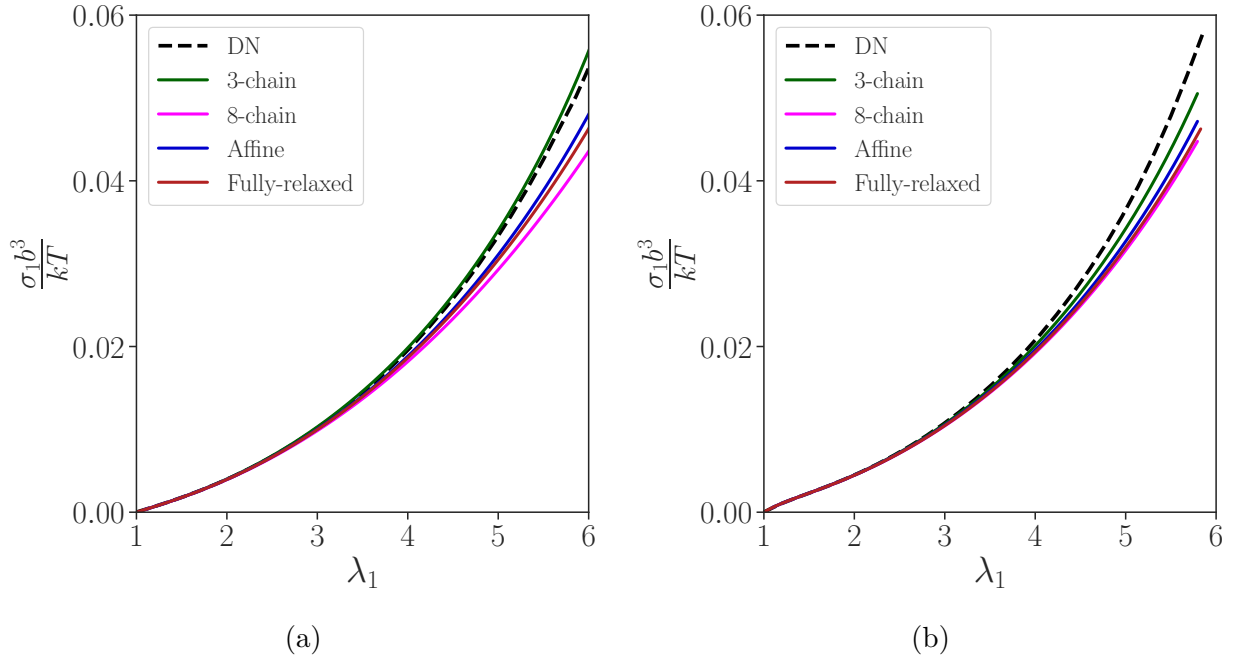 0.06
0.04
0.02
0.00
1 2 3 4 5 6
σ₁b³/kT
λ₁
DN
3-chain
8-chain
Affine
Fully-relaxed
(a)
0.06
0.04
0.02
0.00
1 2 3 4 5 6
σ₁b³/kT
λ₁
DN
3-chain
8-chain
Affine
Fully-relaxed
(b)